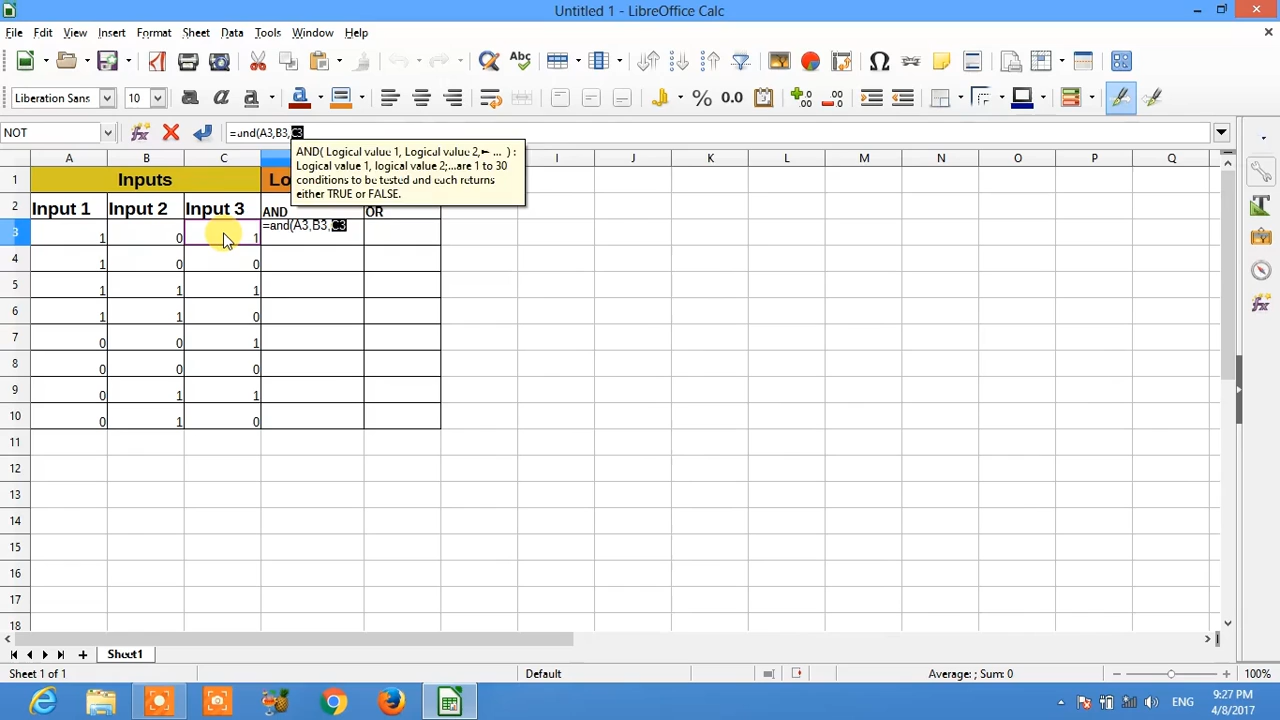 Untitled 1 - LibreOffice Calc
File Edit View Insert Format Sheet Data Tools Window Help
Liberation Sans 10
NOT =and(A3,B3,C3
AND( Logical value 1, Logical value 2, ... ) :
Logical value 1, logical value 2;...are 1 to 30
conditions to be tested and each returns
either TRUE or FALSE.
A B C I J K L M N O P Q
1 Inputs Lo
2 Input 1 Input 2 Input 3 AND OR
3 1 0 1 =and(A3,B3,C3
4 1 0 0
5 1 1 1
6 1 1 0
7 0 0 1
8 0 0 0
9 0 1 1
10 0 1 0
11
12
13
14
15
16
17
18
Sheet1
Sheet 1 of 1 Default Average: ; Sum: 0 100%
ENG 9:27 PM
4/8/2017